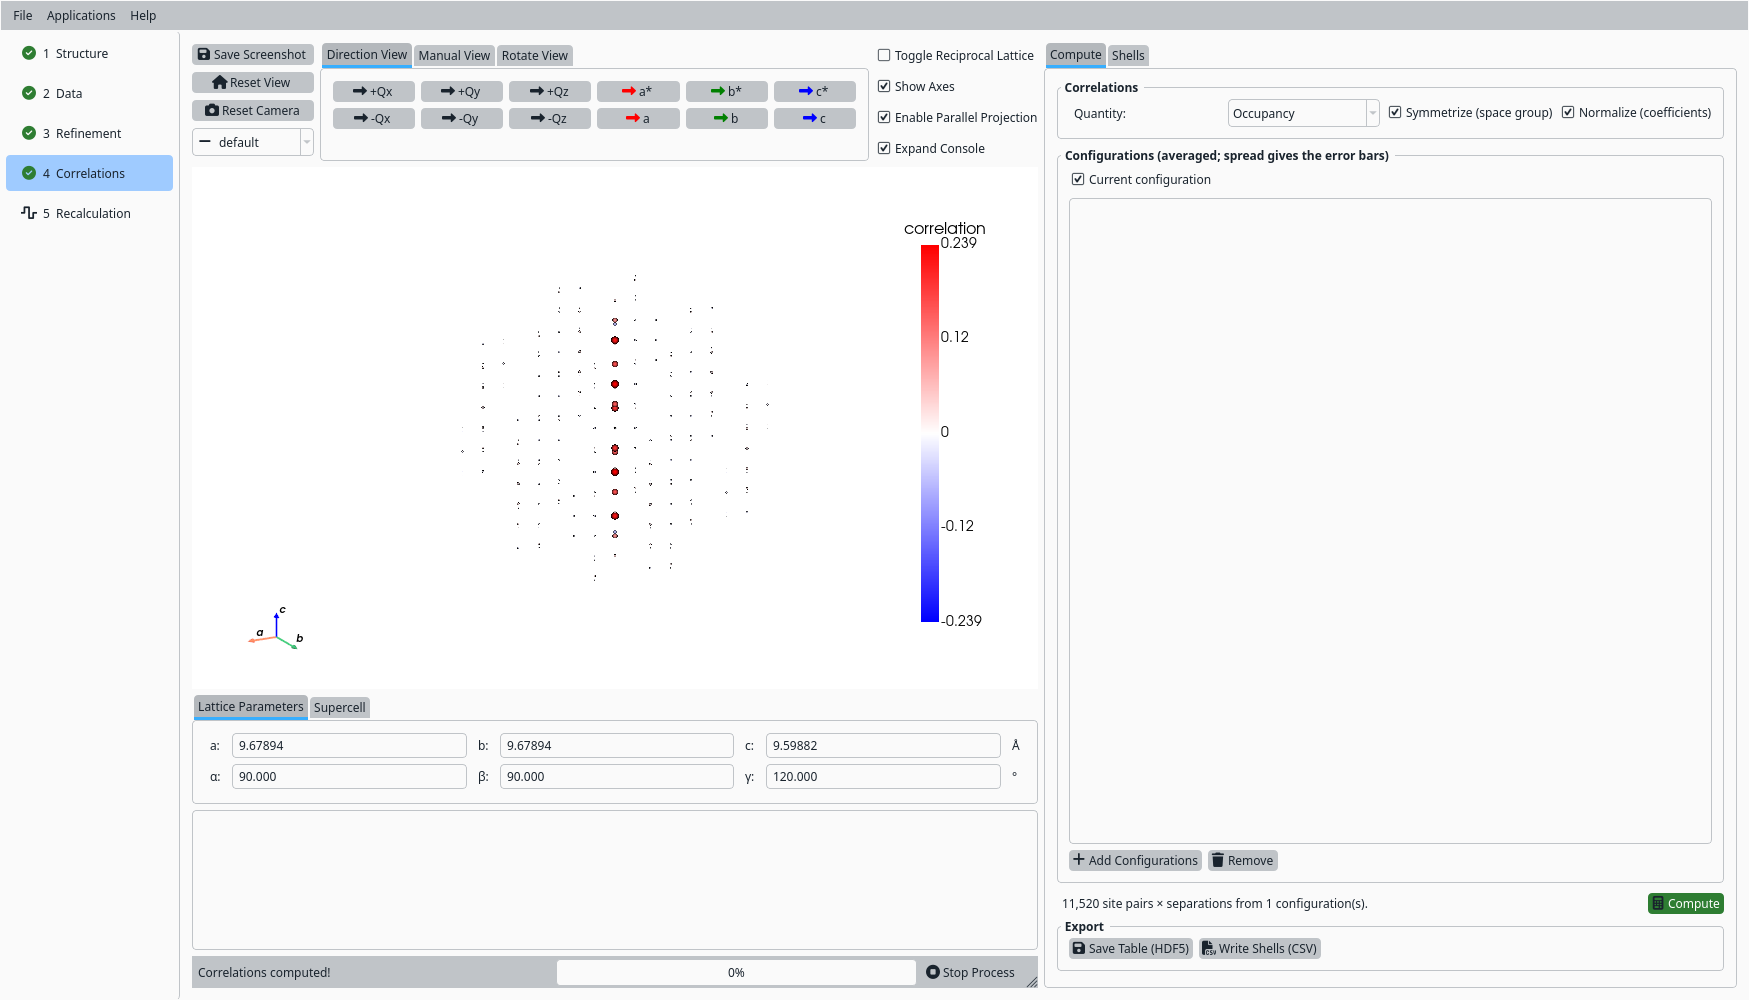 File Applications Help
1 Structure
2 Data
3 Refinement
4 Correlations
5 Recalculation
Save Screenshot
Reset View
Reset Camera
default
Direction View Manual View Rotate View
+Qx +Qy +Qz a* b* c*
-Qx -Qy -Qz a b c
Toggle Reciprocal Lattice
Show Axes
Enable Parallel Projection
Expand Console
correlation
0.239
0.12
0
-0.12
-0.239
c
a
b
Lattice Parameters Supercell
a: 9.67894 b: 9.67894 c: 9.59882 Å
α: 90.000 β: 90.000 γ: 120.000 °
Correlations computed! 0% Stop Process
Compute Shells
Correlations
Quantity: Occupancy Symmetrize (space group) Normalize (coefficients)
Configurations (averaged; spread gives the error bars)
Current configuration
Add Configurations Remove
11,520 site pairs × separations from 1 configuration(s). Compute
Export
Save Table (HDF5) Write Shells (CSV)